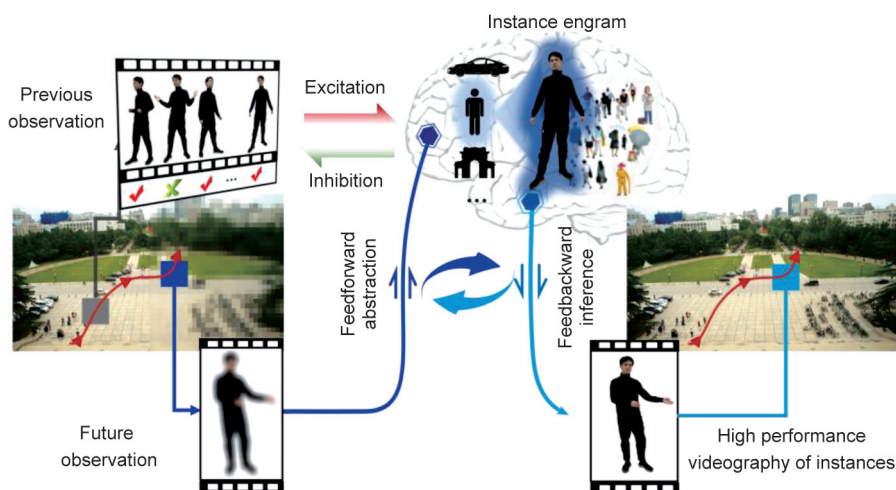 Instance engram
Previous
observation
Excitation
Inhibition
...
...
Feedforward
abstraction
Feedbackward
inference
Future
observation
High performance
videography of instances